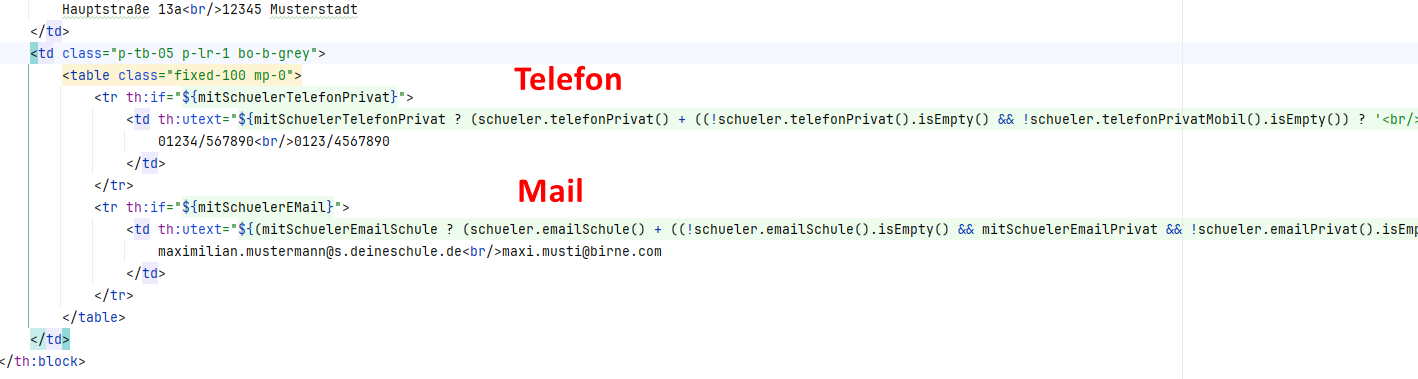 Hauptstraße 13a<br/>12345 Musterstadt
</td>
<td class="p-tb-05 p-lr-1 bo-b-grey">
<table class="fixed-100 mp-0">
Telefon
<tr th:if="${mitSchuelerTelefonPrivat}">
<td th:utext="${mitSchuelerTelefonPrivat ? (schueler.telefonPrivat() + ((!schueler.telefonPrivat().isEmpty() && !schueler.telefonPrivatMobil().isEmpty()) ? '<br/>
01234/567890<br/>0123/4567890
</td>
</tr>
Mail
<tr th:if="${mitSchuelerEMail}">
<td th:utext="${(mitSchuelerEmailSchule ? (schueler.emailSchule() + ((!schueler.emailSchule().isEmpty() && mitSchuelerEmailPrivat && !schueler.emailPrivat().isEmp
maximilian.mustermann@s.deineschule.de<br/>maxi.musti@birne.com
</td>
</tr>
</table>
</td>
</th:block>